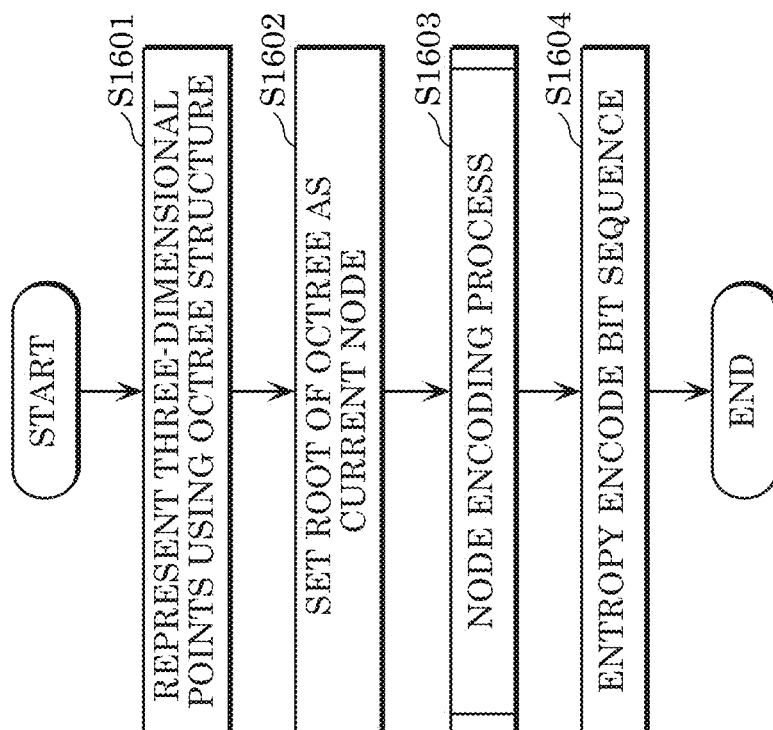 START
S1601
REPRESENT THREE-DIMENSIONAL
POINTS USING OCTREE STRUCTURE
S1602
SET ROOT OF OCTREE AS
CURRENT NODE
S1603
NODE ENCODING PROCESS
S1604
ENTROPY ENCODE BIT SEQUENCE
END